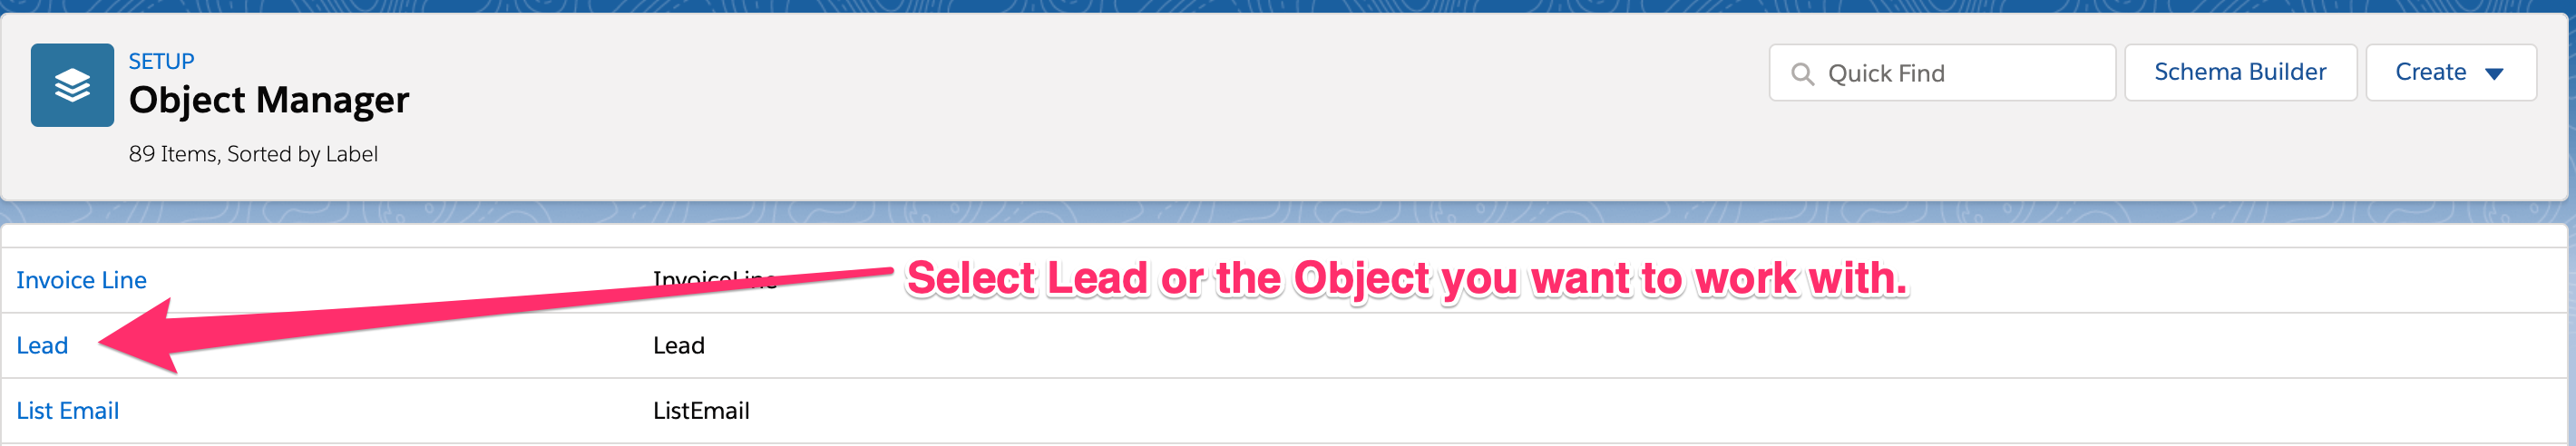 SETUP
Object Manager
89 Items, Sorted by Label
Quick Find
Schema Builder
Create
Invoice Line InvoiceLine
Select Lead or the Object you want to work with.
Lead Lead
List Email ListEmail